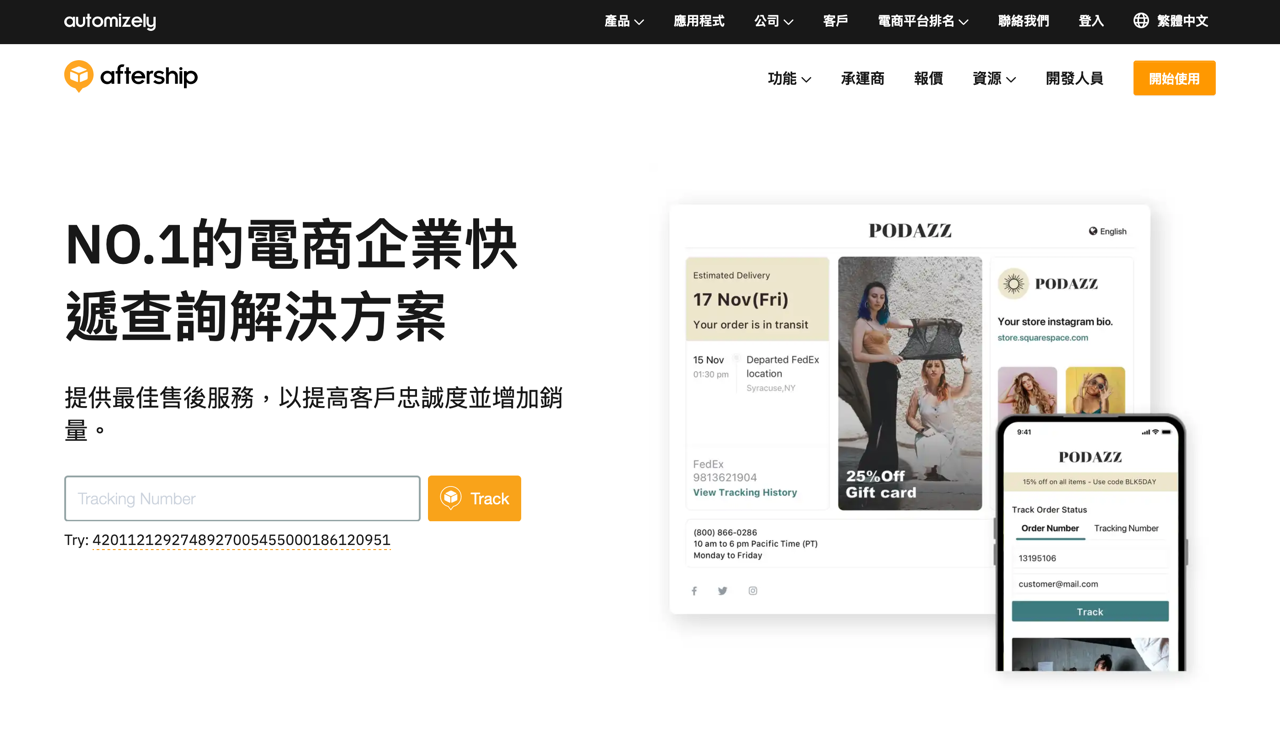 automizely
產品
應用程式
公司
客戶
電商平台排名
聯絡我們
登入
繁體中文
aftership
功能
承運商
報價
資源
開發人員
開始使用
NO.1的電商企業快
遞查詢解決方案
提供最佳售後服務，以提高客戶忠誠度並增加銷
量。
Tracking Number
Track
Try: 420112129274892700545500018612​0951
PODAZZ
English
Estimated Delivery
17 Nov(Fri)
Your order is in transit
15 Nov
01:30 pm
Departed FedEx
location
Syracuse,NY
FedEx
9813621904
View Tracking History
25%Off
Gift card
PODAZZ
Your store instagram bio.
store.squarespace.com
(800) 866-0286
10 am to 6 pm Pacific Time (PT)
Monday to Friday
9:41
PODAZZ
15% off on all items - Use code BLK5DAY
Track Order Status
Order Number
Tracking Number
13195106
customer@mail.com
Track